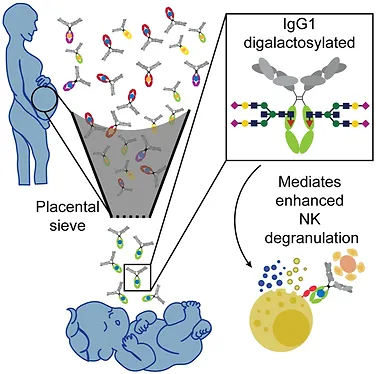 IgG1
digalactosylated
Placental
sieve
Mediates
enhanced
NK
degranulation